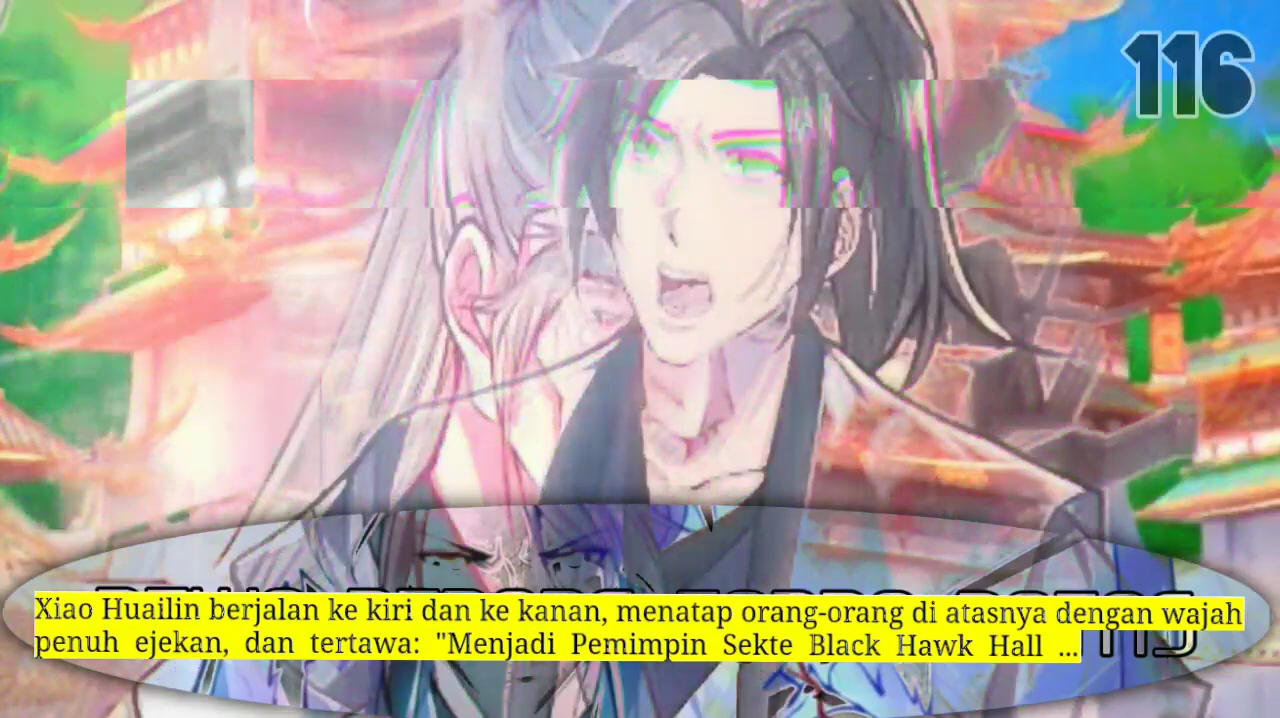 116
Xiao Huailin berjalan ke kiri dan ke kanan, menatap orang-orang di atasnya dengan wajah
penuh ejekan, dan tertawa: "Menjadi Pemimpin Sekte Black Hawk Hall ...